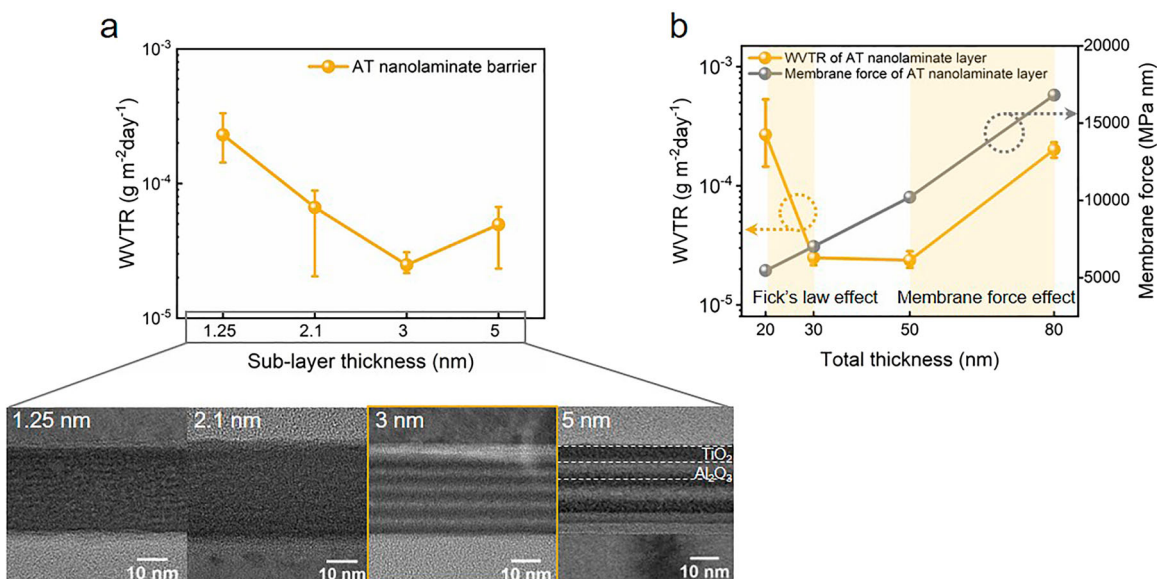 a
10⁻³
10⁻⁴
10⁻⁵
WVTR (g m⁻²day⁻¹)
AT nanolaminate barrier
1.25 2.1 3 5
Sub-layer thickness (nm)
b
10⁻³
10⁻⁴
10⁻⁵
WVTR (g m⁻²day⁻¹)
WVTR of AT nanolaminate layer
Membrane force of AT nanolaminate layer
20000
15000
10000
5000
Membrane force (MPa nm)
Fick's law effect Membrane force effect
20 30 50 80
Total thickness (nm)
1.25 nm 2.1 nm 3 nm 5 nm
TiO₂
Al₂O₃
10 nm 10 nm 10 nm 10 nm